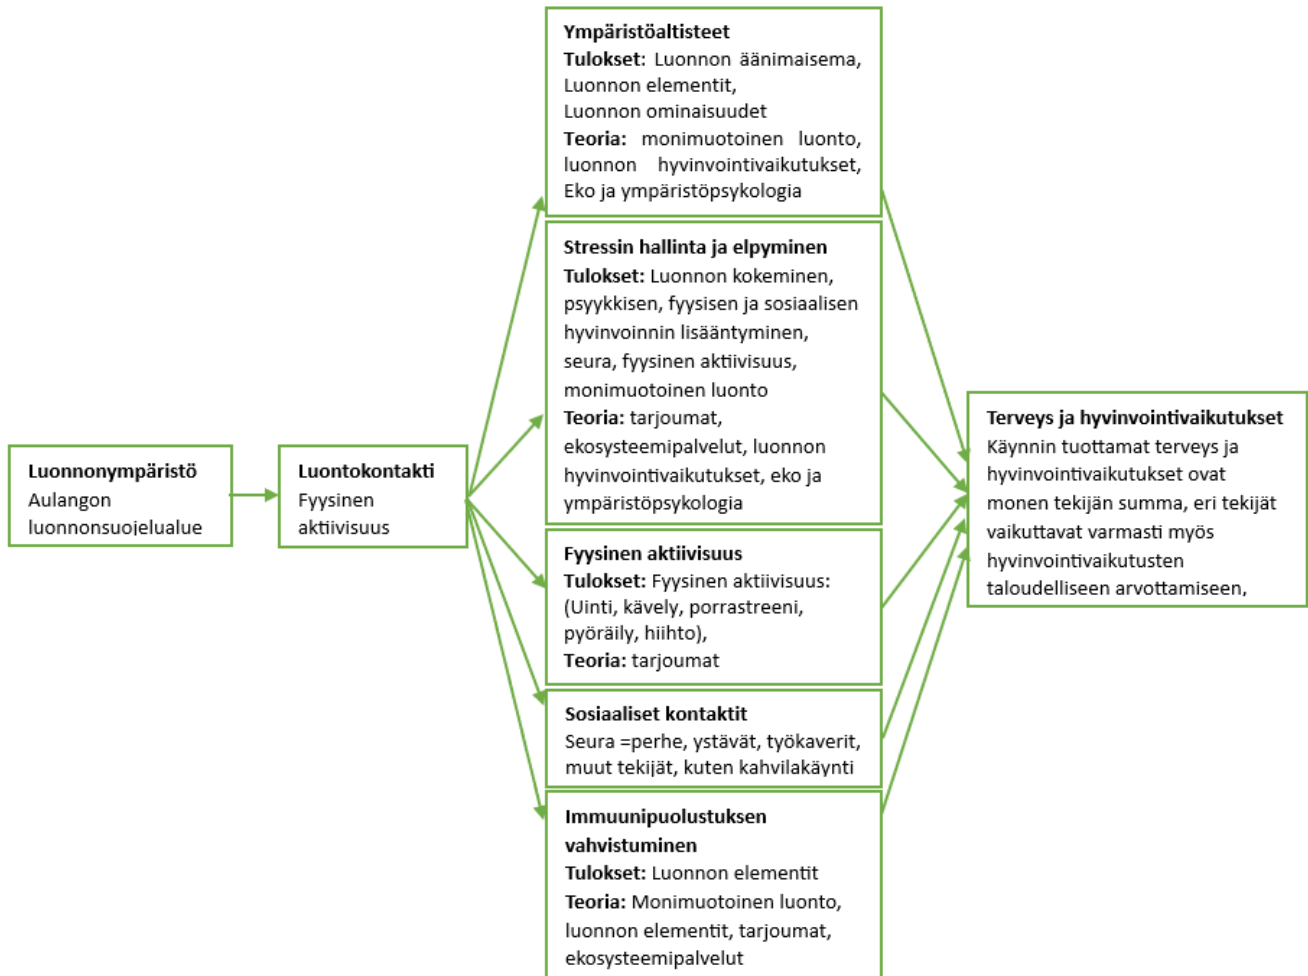 Luonnonympäristö
Aulangon
luonnonsuojelualue
Luontokontakti
Fyysinen
aktiivisuus
Ympäristöaltisteet
Tulokset: Luonnon äänimaisema,
Luonnon elementit,
Luonnon ominaisuudet
Teoria: monimuotoinen luonto,
luonnon hyvinvointivaikutukset,
Eko ja ympäristöpsykologia
Stressin hallinta ja elpyminen
Tulokset: Luonnon kokeminen,
psyykkisen, fyysisen ja sosiaalisen
hyvinvoinnin lisääntyminen,
seura, fyysinen aktiivisuus,
monimuotoinen luonto
Teoria: tarjoumat,
ekosysteemipalvelut, luonnon
hyvinvointivaikutukset, eko ja
ympäristöpsykologia
Fyysinen aktiivisuus
Tulokset: Fyysinen aktiivisuus:
(Uinti, kävely, porrastreeni,
pyöräily, hiihto),
Teoria: tarjoumat
Sosiaaliset kontaktit
Seura =perhe, ystävät, työkaverit,
muut tekijät, kuten kahvilakäynti
Immuunipuolustuksen
vahvistuminen
Tulokset: Luonnon elementit
Teoria: Monimuotoinen luonto,
luonnon elementit, tarjoumat,
ekosysteemipalvelut
Terveys ja hyvinvointivaikutukset
Käynnin tuottamat terveys ja
hyvinvointivaikutukset ovat
monen tekijän summa, eri tekijät
vaikuttavat varmasti myös
hyvinvointivaikutusten
taloudelliseen arvottamiseen,